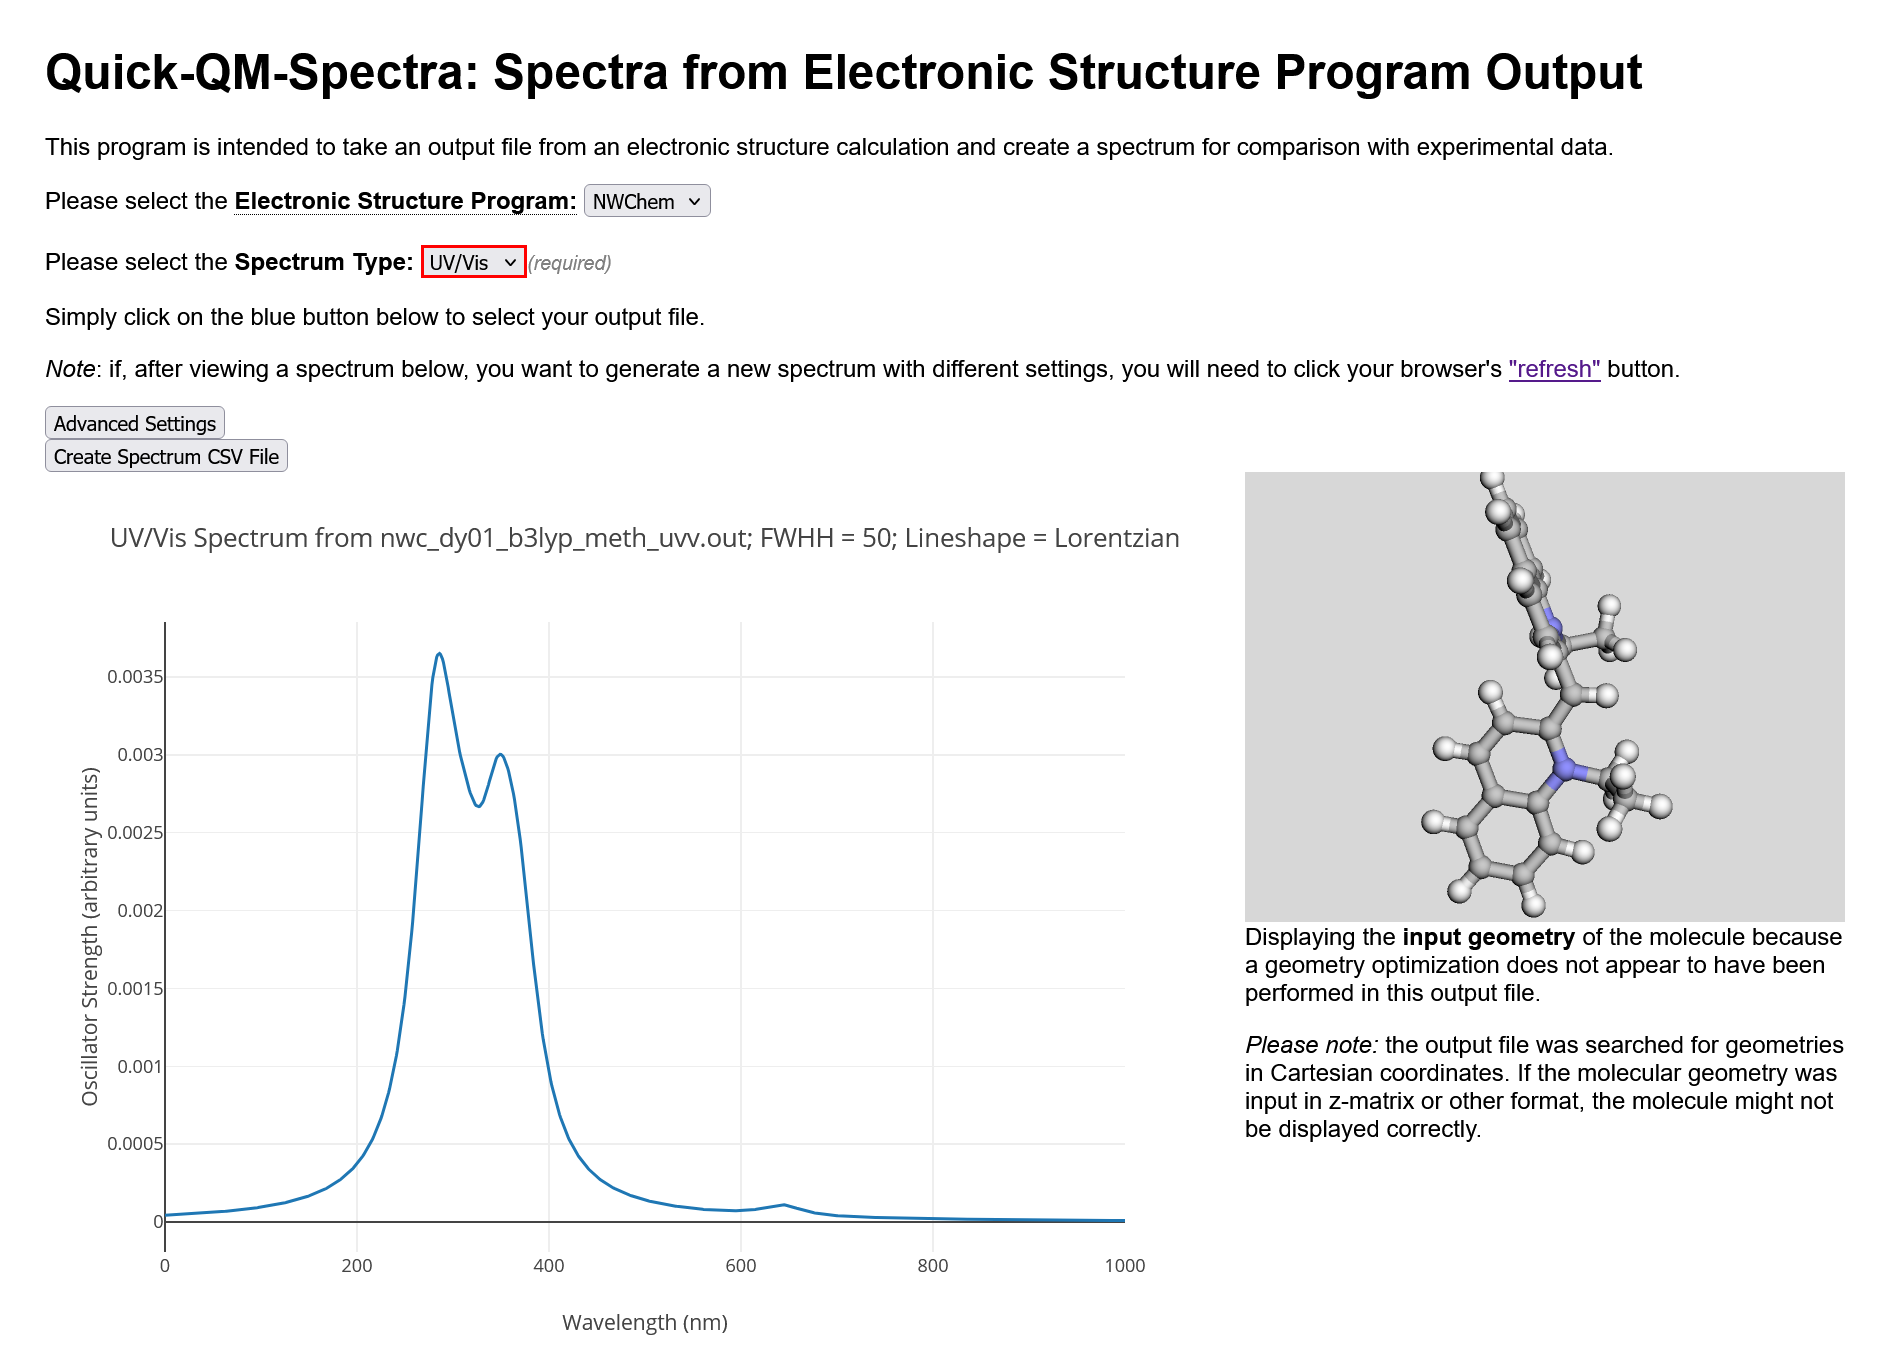 Quick-QM-Spectra: Spectra from Electronic Structure Program Output
This program is intended to take an output file from an electronic structure calculation and create a spectrum for comparison with experimental data.
Please select the Electronic Structure Program: NWChem
Please select the Spectrum Type: UV/Vis (required)
Simply click on the blue button below to select your output file.
Note: if, after viewing a spectrum below, you want to generate a new spectrum with different settings, you will need to click your browser's "refresh" button.
Advanced Settings
Create Spectrum CSV File
UV/Vis Spectrum from nwc_dy01_b3lyp_meth_uvv.out; FWHH = 50; Lineshape = Lorentzian
Oscillator Strength (arbitrary units)
0.0035
0.003
0.0025
0.002
0.0015
0.001
0.0005
0
0 200 400 600 800 1000
Wavelength (nm)
Displaying the input geometry of the molecule because
a geometry optimization does not appear to have been
performed in this output file.
Please note: the output file was searched for geometries
in Cartesian coordinates. If the molecular geometry was
input in z-matrix or other format, the molecule might not
be displayed correctly.